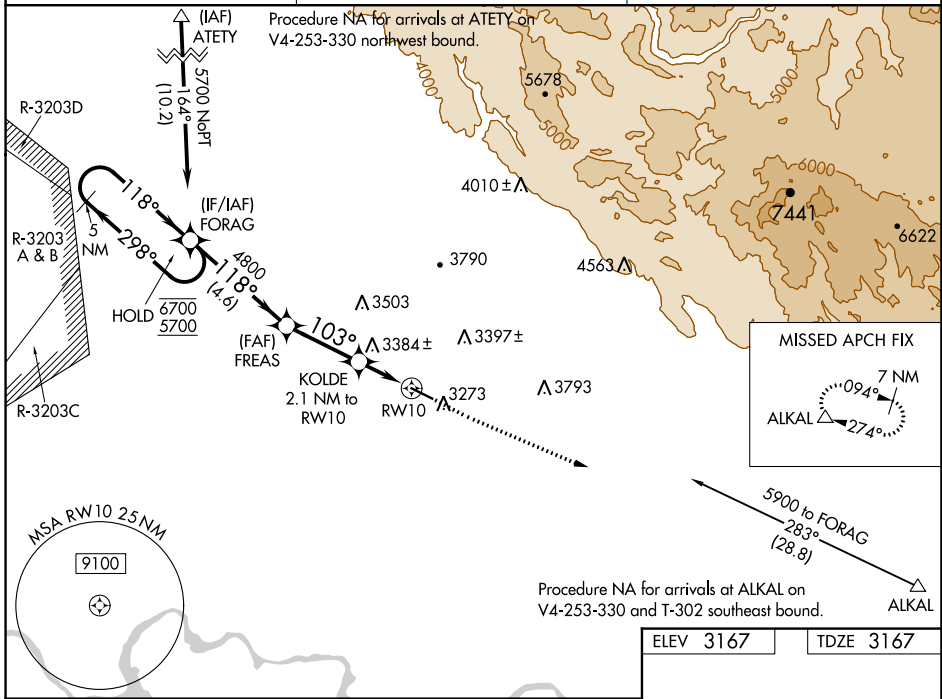 (IAF)
ATETY
Procedure NA for arrivals at ATETY on
V4-253-330 northwest bound.
5700 NoPT
164°
(10.2)
R-3203D
R-3203
A & B
R-3203C
118°
298°
5
NM
(IF/IAF)
FORAG
HOLD
6700
5700
4800
118°
(4.6)
(FAF)
FREAS
103°
KOLDE
2.1 NM to
RW10
RW10
4000
5678
5000
4010±
6000
7441
6622
3790
4563
3503
3384±
3397±
3273
3793
MISSED APCH FIX
7 NM
094°
ALKAL
274°
5900 to FORAG
283°
(28.8)
ALKAL
Procedure NA for arrivals at ALKAL on
V4-253-330 and T-302 southeast bound.
MSA RW10 25 NM
9100
ELEV 3167
TDZE 3167